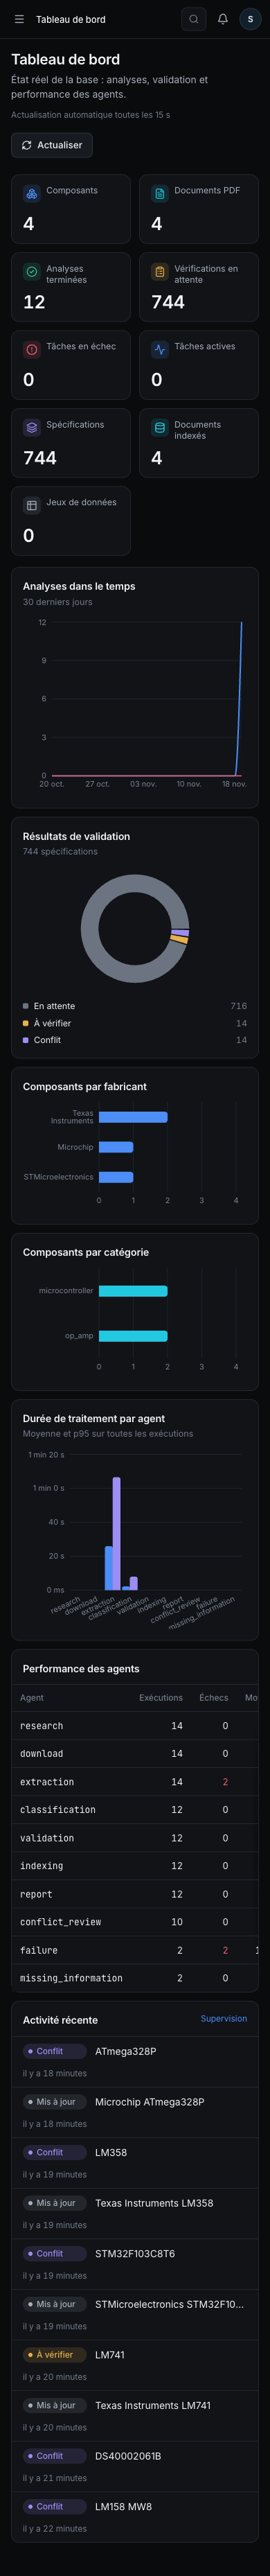 Tableau de bord
S
Tableau de bord
État réel de la base : analyses, validation et
performance des agents.
Actualisation automatique toutes les 15 s
Actualiser
Composants
4
Documents PDF
4
Analyses
terminées
12
Vérifications en
attente
744
Tâches en échec
0
Tâches actives
0
Spécifications
744
Documents
indexés
4
Jeux de données
0
Analyses dans le temps
30 derniers jours
12
9
6
3
0
20 oct.
27 oct.
03 nov.
10 nov.
18 nov.
Résultats de validation
744 spécifications
En attente
716
À vérifier
14
Conflit
14
Composants par fabricant
Texas
Instruments
Microchip
STMicroelectronics
0
1
2
3
4
Composants par catégorie
microcontroller
op_amp
0
1
2
3
4
Durée de traitement par agent
Moyenne et p95 sur toutes les exécutions
1 min 20 s
1 min 0 s
40 s
20 s
0 ms
research
download
extraction
classification
validation
indexing
report
conflict_review
failure
missing_information
Performance des agents
Agent
Exécutions
Échecs
Mo
research
14
0
download
14
0
extraction
14
2
classification
12
0
validation
12
0
indexing
12
0
report
12
0
conflict_review
10
0
failure
2
2
1
missing_information
2
0
Activité récente
Supervision
Conflit
ATmega328P
il y a 18 minutes
Mis à jour
Microchip ATmega328P
il y a 18 minutes
Conflit
LM358
il y a 19 minutes
Mis à jour
Texas Instruments LM358
il y a 19 minutes
Conflit
STM32F103C8T6
il y a 19 minutes
Mis à jour
STMicroelectronics STM32F10...
il y a 19 minutes
À vérifier
LM741
il y a 20 minutes
Mis à jour
Texas Instruments LM741
il y a 20 minutes
Conflit
DS40002061B
il y a 21 minutes
Conflit
LM158 MW8
il y a 22 minutes